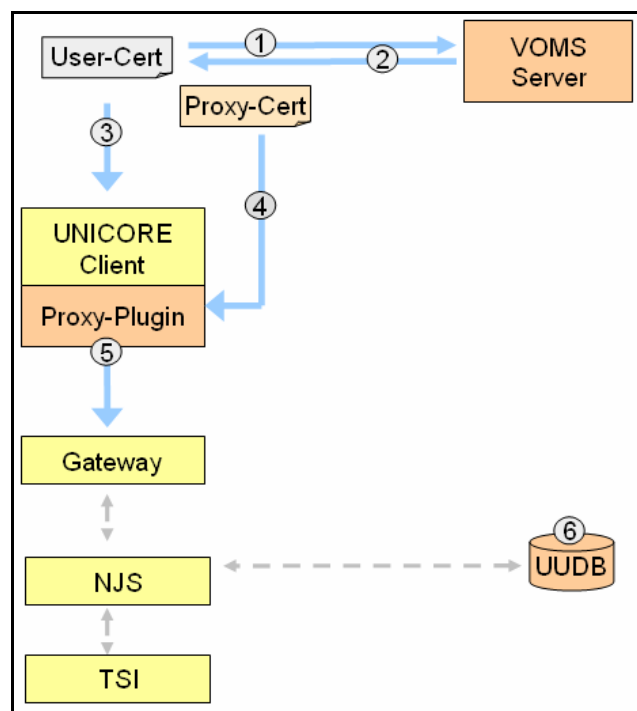 User-Cert
1
2
VOMS
Server
Proxy-Cert
3
4
UNICORE
Client
Proxy-Plugin
5
Gateway
6
UUDB
NJS
TSI